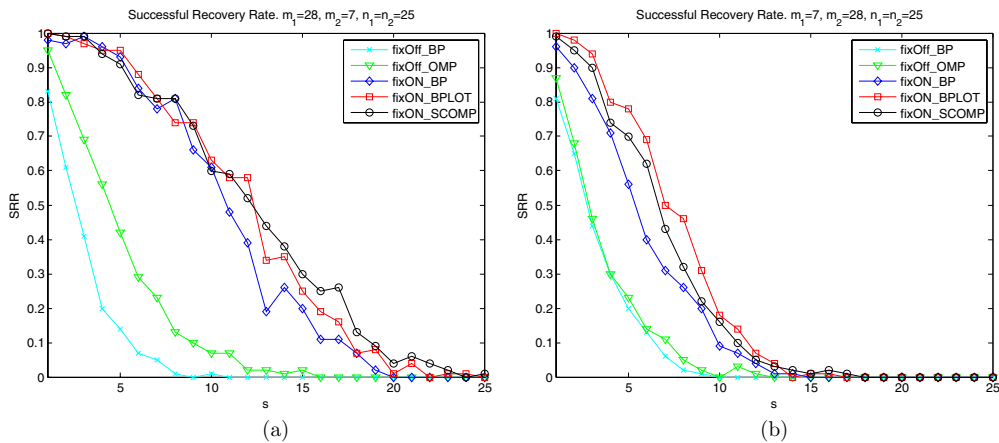 Successful Recovery Rate. m₁=28, m₂=7, n₁=n₂=25
1
0.9
0.8
0.7
0.6
0.5
0.4
0.3
0.2
0.1
0
SRR
fixOff_BP
fixOff_OMP
fixON_BP
fixON_BPLOT
fixON_SCOMP
5
10
15
20
25
s
(a)
Successful Recovery Rate. m₁=7, m₂=28, n₁=n₂=25
1
0.9
0.8
0.7
0.6
0.5
0.4
0.3
0.2
0.1
0
SRR
fixOff_BP
fixOff_OMP
fixON_BP
fixON_BPLOT
fixON_SCOMP
5
10
15
20
25
s
(b)